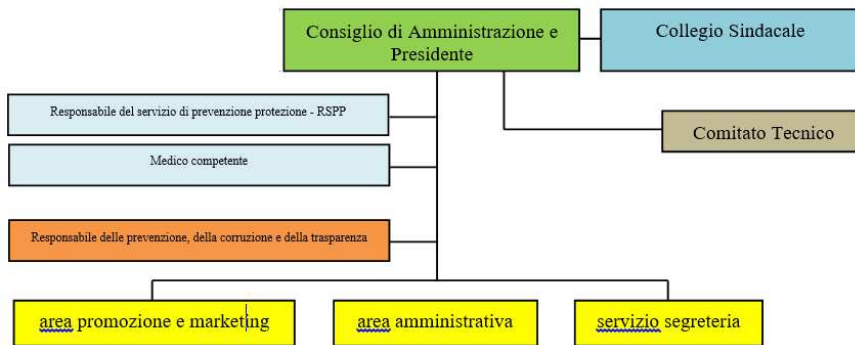 Consiglio di Amministrazione e
Presidente
Collegio Sindacale
Responsabile del servizio di prevenzione protezione - RSPP
Comitato Tecnico
Medico competente
Responsabile delle prevenzione, della corruzione e della trasparenza
area promozione e marketing
area amministrativa
servizio segreteria